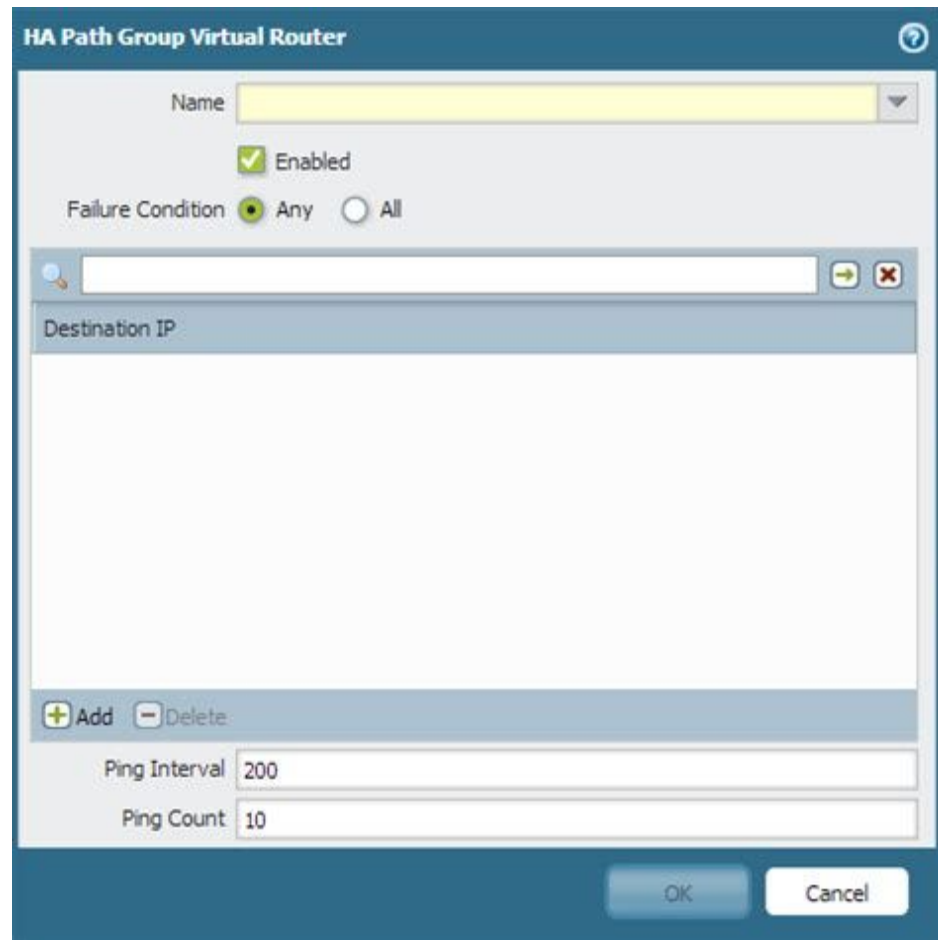 HA Path Group Virtual Router
Name
Enabled
Failure Condition Any All
Destination IP
Add Delete
Ping Interval 200
Ping Count 10
OK Cancel